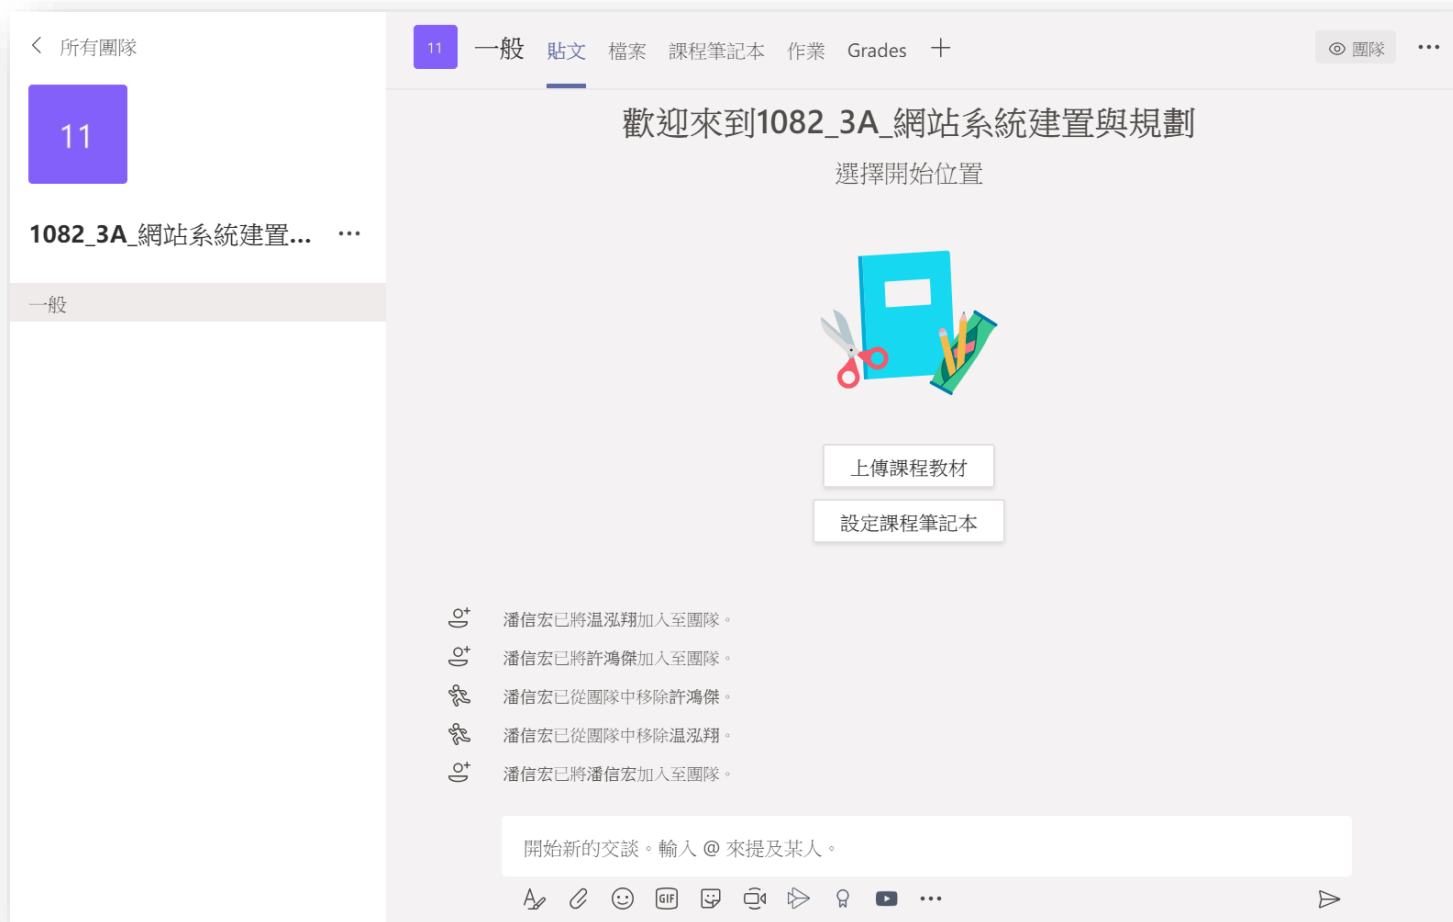 所有團隊
11
1082_3A_網站系統建置...
一般
11 一般 貼文 檔案 課程筆記本 作業 Grades
團隊
歡迎來到1082_3A_網站系統建置與規劃
選擇開始位置
上傳課程教材
設定課程筆記本
潘信宏已將温泓翔加入至團隊。
潘信宏已將許鴻傑加入至團隊。
潘信宏已從團隊中移除許鴻傑。
潘信宏已從團隊中移除温泓翔。
潘信宏已將潘信宏加入至團隊。
開始新的交談。輸入 @ 來提及某人。
GIF